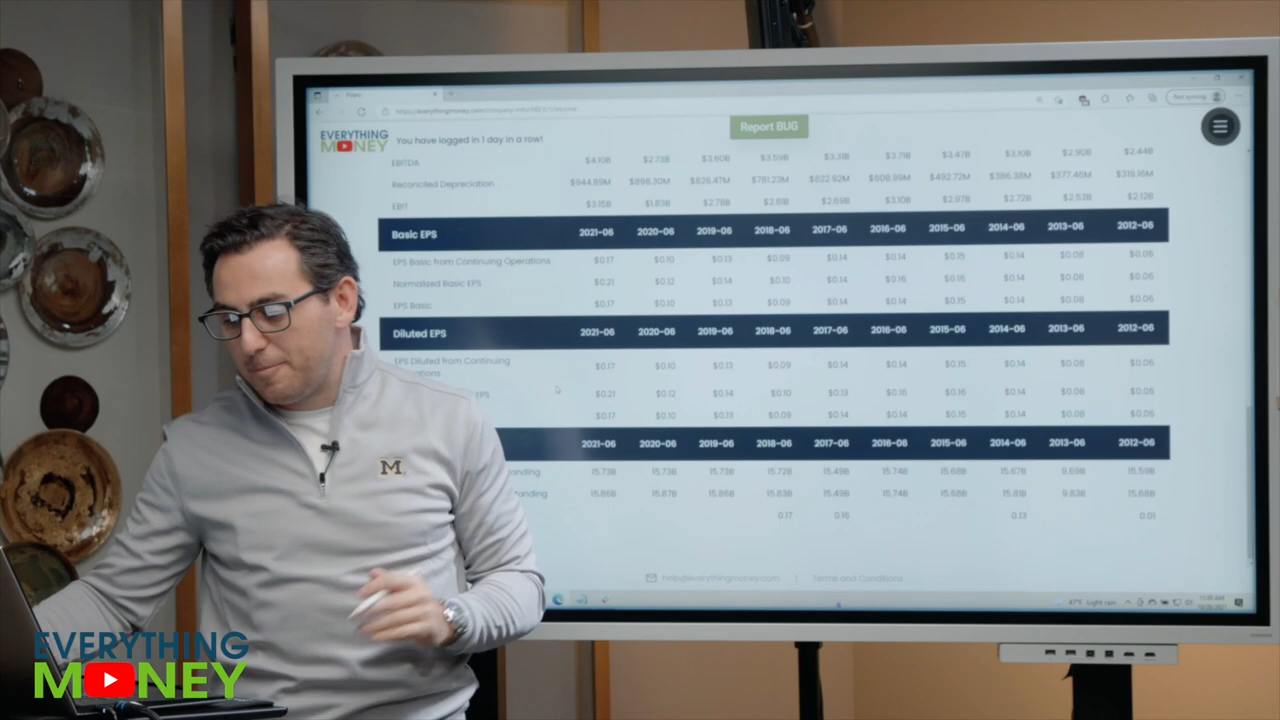 EVERYTHING
MONEY
You have logged in 1 day in a row!
Report BUG
Not syncing
EBITDA $4.10B $2.73B $3.60B $3.59B $3.31B $3.71B $3.47B $3.10B $2.90B $2.44B
Reconciled Depreciation $944.89M $898.30M $826.47M $781.23M $622.92M $608.99M $492.72M $386.38M $377.46M $319.16M
EBIT $3.15B $1.83B $2.78B $2.81B $2.69B $3.10B $2.97B $2.72B $2.53B $2.12B
Basic EPS 2021-06 2020-06 2019-06 2018-06 2017-06 2016-06 2015-06 2014-06 2013-06 2012-06
EPS Basic from Continuing Operations $0.17 $0.10 $0.13 $0.09 $0.14 $0.14 $0.15 $0.14 $0.08 $0.06
Normalized Basic EPS $0.21 $0.12 $0.14 $0.10 $0.14 $0.16 $0.16 $0.14 $0.08 $0.06
EPS Basic $0.17 $0.10 $0.13 $0.09 $0.14 $0.14 $0.15 $0.14 $0.08 $0.06
Diluted EPS 2021-06 2020-06 2019-06 2018-06 2017-06 2016-06 2015-06 2014-06 2013-06 2012-06
EPS Diluted from Continuing
ations $0.17 $0.10 $0.13 $0.09 $0.14 $0.14 $0.15 $0.14 $0.08 $0.06
EPS $0.21 $0.12 $0.14 $0.10 $0.13 $0.16 $0.16 $0.14 $0.08 $0.06
$0.17 $0.10 $0.13 $0.09 $0.14 $0.14 $0.15 $0.14 $0.08 $0.06
2021-06 2020-06 2019-06 2018-06 2017-06 2016-06 2015-06 2014-06 2013-06 2012-06
anding 15.73B 15.73B 15.73B 15.72B 15.49B 15.74B 15.68B 15.67B 9.69B 15.59B
tanding 15.86B 15.87B 15.86B 15.83B 15.49B 15.74B 15.68B 15.81B 9.83B 15.68B
0.17 0.16 0.13 0.01
help@everythingmoney.com | Terms and Conditions
47°F Light rain
M
EVERYTHING
MONEY